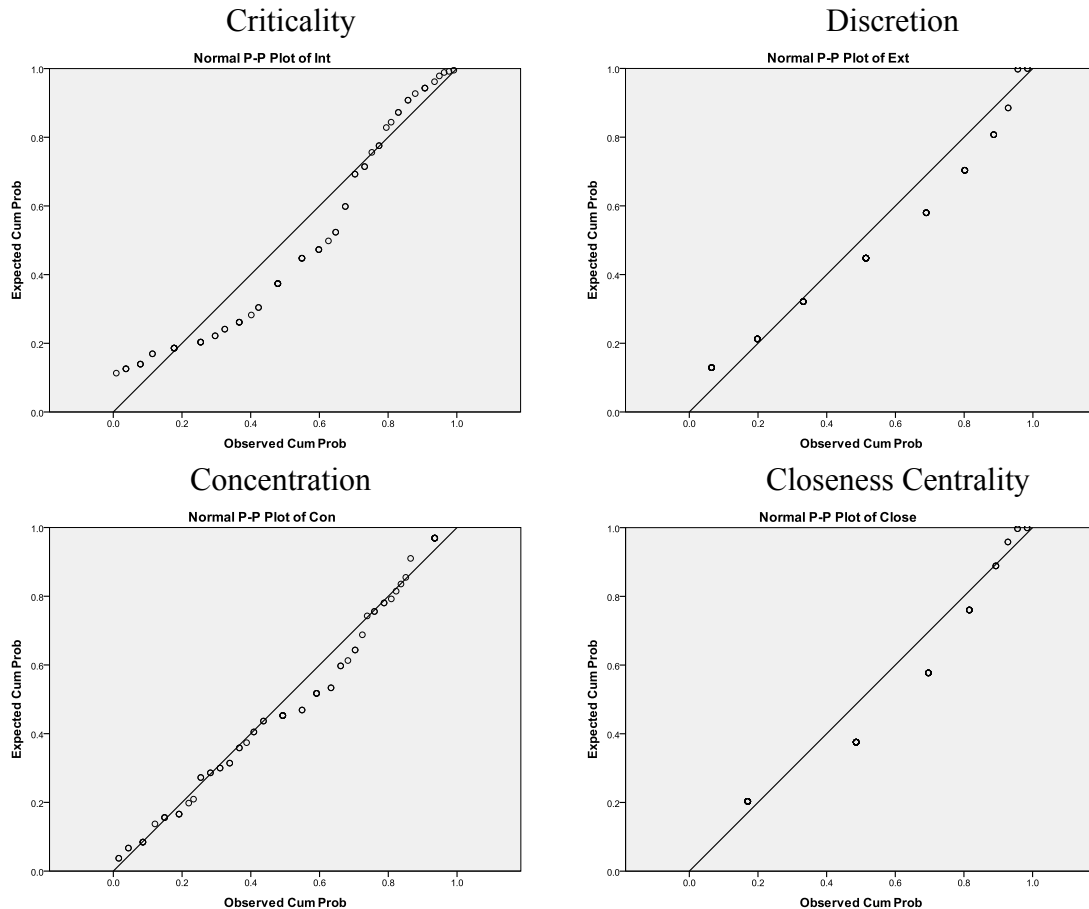 Criticality
Normal P-P Plot of Int
1.0
0.8
0.6
0.4
0.2
0.0
Expected Cum Prob
0.0 0.2 0.4 0.6 0.8 1.0
Observed Cum Prob
Discretion
Normal P-P Plot of Ext
1.0
0.8
0.6
0.4
0.2
0.0
Expected Cum Prob
0.0 0.2 0.4 0.6 0.8 1.0
Observed Cum Prob
Concentration
Normal P-P Plot of Con
1.0
0.8
0.6
0.4
0.2
0.0
Expected Cum Prob
0.0 0.2 0.4 0.6 0.8 1.0
Observed Cum Prob
Closeness Centrality
Normal P-P Plot of Close
1.0
0.8
0.6
0.4
0.2
0.0
Expected Cum Prob
0.0 0.2 0.4 0.6 0.8 1.0
Observed Cum Prob